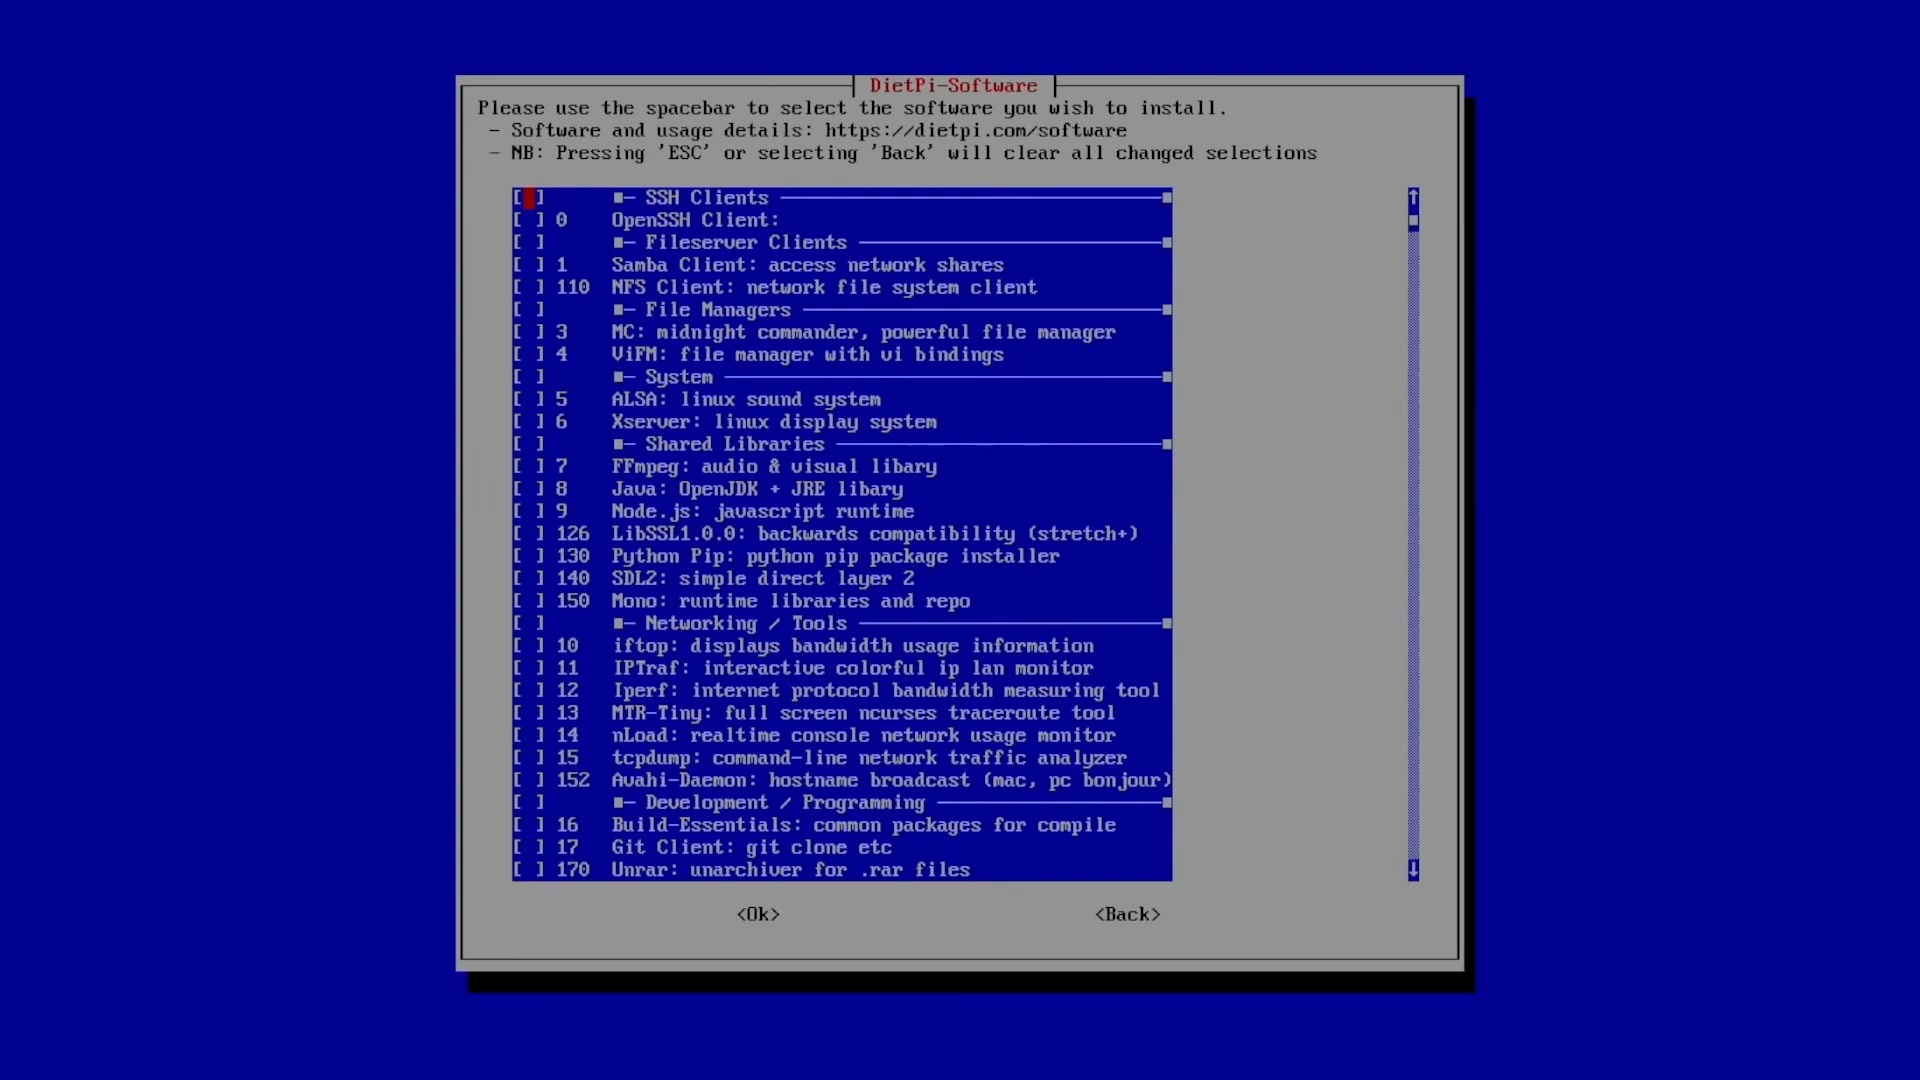 DietPi-Software
Please use the spacebar to select the software you wish to install.
- Software and usage details: https://dietpi.com/software
- NB: Pressing 'ESC' or selecting 'Back' will clear all changed selections
[ ] ■─ SSH Clients ─■
[ ] 0 OpenSSH Client:
[ ] ■─ Fileserver Clients ─■
[ ] 1 Samba Client: access network shares
[ ] 110 NFS Client: network file system client
[ ] ■─ File Managers ─■
[ ] 3 MC: midnight commander, powerful file manager
[ ] 4 ViFM: file manager with vi bindings
[ ] ■─ System ─■
[ ] 5 ALSA: linux sound system
[ ] 6 Xserver: linux display system
[ ] ■─ Shared Libraries ─■
[ ] 7 FFmpeg: audio & visual libary
[ ] 8 Java: OpenJDK + JRE libary
[ ] 9 Node.js: javascript runtime
[ ] 126 LibSSL1.0.0: backwards compatibility (stretch+)
[ ] 130 Python Pip: python pip package installer
[ ] 140 SDL2: simple direct layer 2
[ ] 150 Mono: runtime libraries and repo
[ ] ■─ Networking / Tools ─■
[ ] 10 iftop: displays bandwidth usage information
[ ] 11 IPTraf: interactive colorful ip lan monitor
[ ] 12 Iperf: internet protocol bandwidth measuring tool
[ ] 13 MTR-Tiny: full screen ncurses traceroute tool
[ ] 14 nLoad: realtime console network usage monitor
[ ] 15 tcpdump: command-line network traffic analyzer
[ ] 152 Avahi-Daemon: hostname broadcast (mac, pc bonjour)
[ ] ■─ Development / Programming ─■
[ ] 16 Build-Essentials: common packages for compile
[ ] 17 Git Client: git clone etc
[ ] 170 Unrar: unarchiver for .rar files
<Ok> <Back>